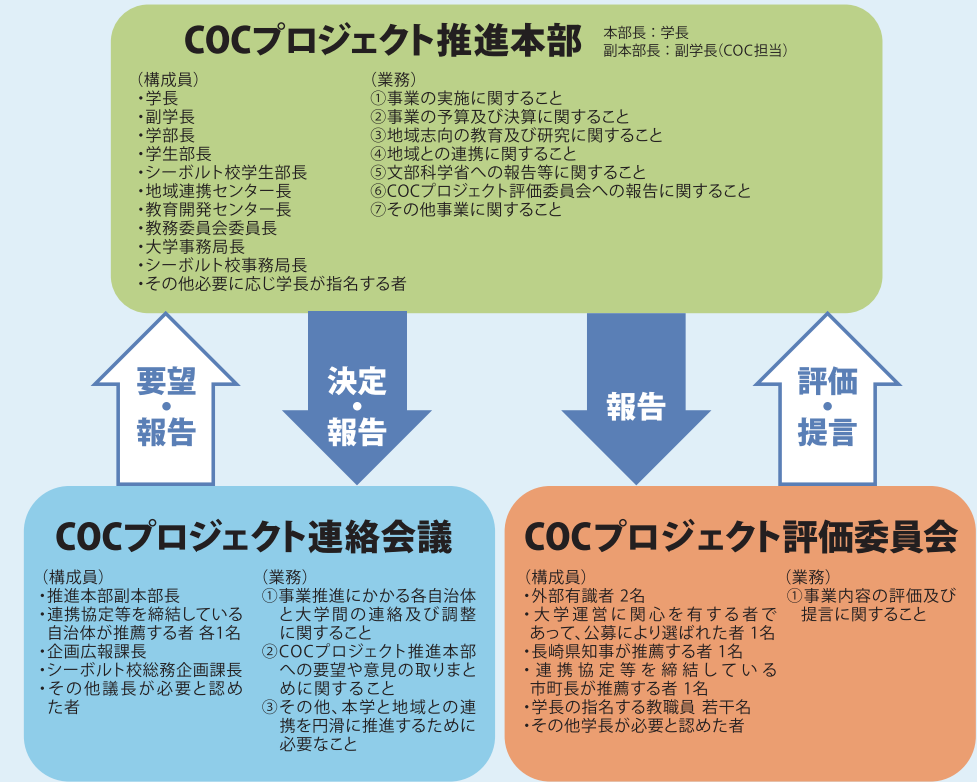 COCプロジェクト推進本部
本部長：学長
副本部長：副学長(COC担当)
（構成員）
・学長
・副学長
・学部長
・学生部長
・シーボルト校学生部長
・地域連携センター長
・教育開発センター長
・教務委員会委員長
・大学事務局長
・シーボルト校事務局長
・その他必要に応じ学長が指名する者
（業務）
①事業の実施に関すること
②事業の予算及び決算に関すること
③地域志向の教育及び研究に関すること
④地域との連携に関すること
⑤文部科学省への報告等に関すること
⑥COCプロジェクト評価委員会への報告に関すること
⑦その他事業に関すること
要望
・
報告
決定
・
報告
報告
評価
・
提言
COCプロジェクト連絡会議
（構成員）
・推進本部副本部長
・連携協定等を締結している
自治体が推薦する者 各1名
・企画広報課長
・シーボルト校総務企画課長
・その他議長が必要と認め
た者
（業務）
①事業推進にかかる各自治体
と大学間の連絡及び調整
に関すること
②COCプロジェクト推進本部
への要望や意見の取りまと
めに関すること
③その他、本学と地域との連
携を円滑に推進するために
必要なこと
COCプロジェクト評価委員会
（構成員）
・外部有識者 2名
・大学運営に関心を有する者で
あって、公募により選ばれた者 1名
・長崎県知事が推薦する者 1名
・連携協定等を締結している
市町長が推薦する者 1名
・学長の指名する教職員 若干名
・その他学長が必要と認めた者
（業務）
①事業内容の評価及び
提言に関すること